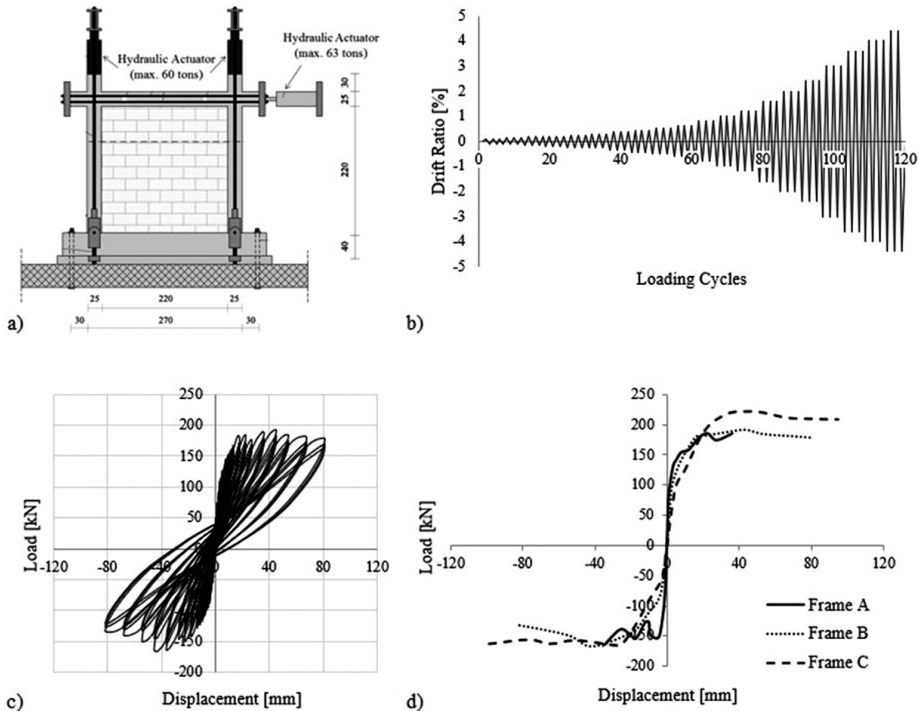 Hydraulic Actuator
(max. 60 tons)
Hydraulic Actuator
(max. 63 tons)
30
25
220
40
25 220 25
30 270 30
a)
5
4
3
2
1
0
-1
-2
-3
-4
-5
0 20 40 60 80 100 120
Drift Ratio [%]
Loading Cycles
b)
250
200
150
100
50
0
-50
-100
-150
-200
-120 -80 -40 0 40 80 120
Load [kN]
Displacement [mm]
c)
250
200
150
100
50
0
-50
-100
-150
-200
-120 -80 -40 0 40 80 120
Load [kN]
Frame A
Frame B
Frame C
Displacement [mm]
d)